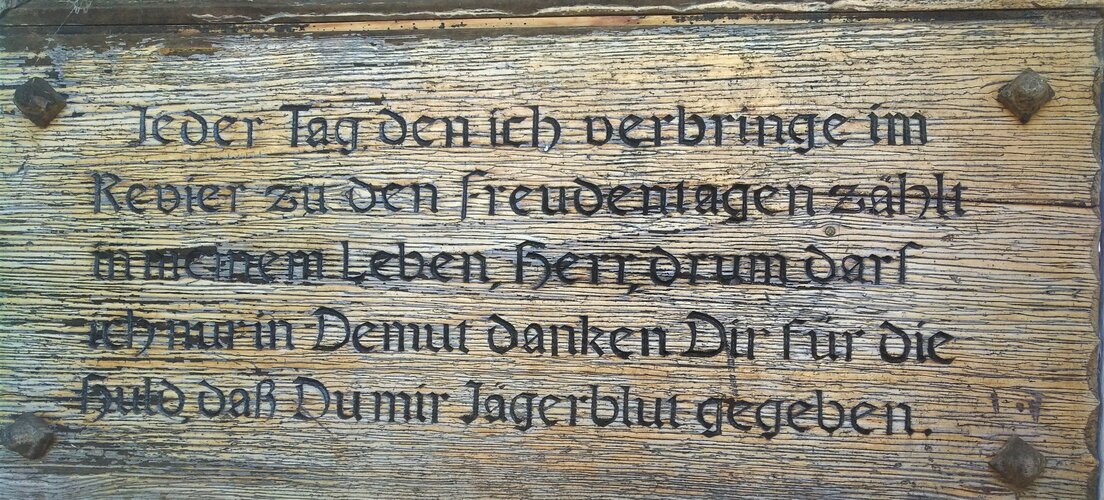 Jeder Tag, den ich verbringe im
Revier zu den Freudentagen zählt
in meinem Leben, Herr, drum darf
ich nur in Demut danken Dir für die
Huld, daß Du mir Jägerblut gegeben.